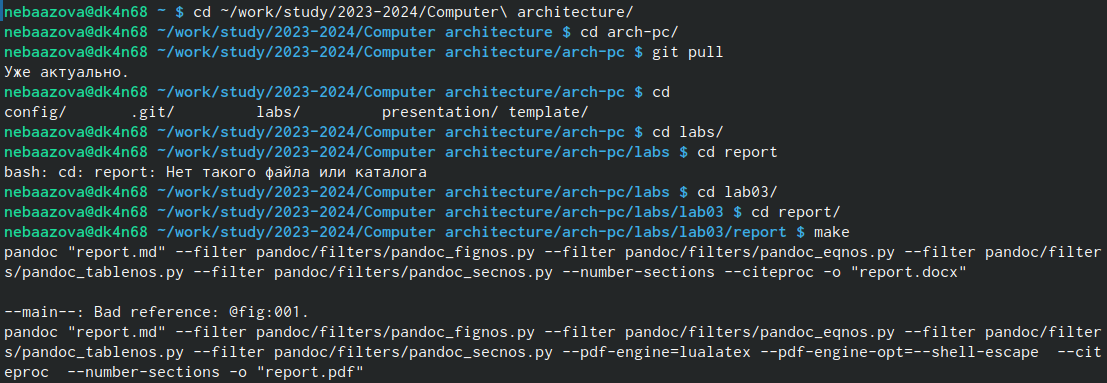 nebaazova@dk4n68 ~ $ cd ~/work/study/2023-2024/Computer\ architecture/
nebaazova@dk4n68 ~/work/study/2023-2024/Computer architecture $ cd arch-pc/
nebaazova@dk4n68 ~/work/study/2023-2024/Computer architecture/arch-pc $ git pull
Уже актуально.
nebaazova@dk4n68 ~/work/study/2023-2024/Computer architecture/arch-pc $ cd
config/       .git/         labs/         presentation/ template/
nebaazova@dk4n68 ~/work/study/2023-2024/Computer architecture/arch-pc $ cd labs/
nebaazova@dk4n68 ~/work/study/2023-2024/Computer architecture/arch-pc/labs $ cd report
bash: cd: report: Нет такого файла или каталога
nebaazova@dk4n68 ~/work/study/2023-2024/Computer architecture/arch-pc/labs $ cd lab03/
nebaazova@dk4n68 ~/work/study/2023-2024/Computer architecture/arch-pc/labs/lab03 $ cd report/
nebaazova@dk4n68 ~/work/study/2023-2024/Computer architecture/arch-pc/labs/lab03/report $ make
pandoc "report.md" --filter pandoc/filters/pandoc_fignos.py --filter pandoc/filters/pandoc_eqnos.py --filter pandoc/filter
s/pandoc_tablenos.py --filter pandoc/filters/pandoc_secnos.py --number-sections --citeproc -o "report.docx"
--main--: Bad reference: @fig:001.
pandoc "report.md" --filter pandoc/filters/pandoc_fignos.py --filter pandoc/filters/pandoc_eqnos.py --filter pandoc/filter
s/pandoc_tablenos.py --filter pandoc/filters/pandoc_secnos.py --pdf-engine=lualatex --pdf-engine-opt=--shell-escape  --cit
eproc  --number-sections -o "report.pdf"